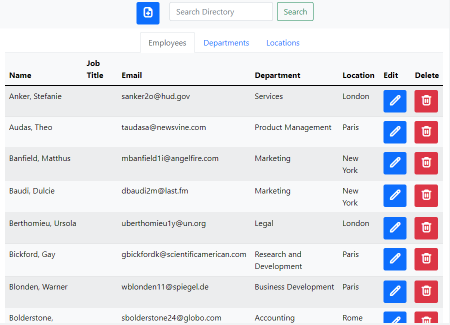 Search Directory Search
Employees Departments Locations
Name Job Title Email Department Location Edit Delete
Anker, Stefanie sanker2o@hud.gov Services London
Audas, Theo taudasa@newsvine.com Product Management Paris
Banfield, Matthus mbanfield1i@angelfire.com Marketing New York
Baudi, Dulcie dbaudi2m@last.fm Marketing New York
Berthomieu, Ursola uberthomieu1y@un.org Legal London
Bickford, Gay gbickfordk@scientificamerican.com Research and Development Paris
Blonden, Warner wblonden11@spiegel.de Business Development Paris
Bolderstone, sbolderstone24@globo.com Accounting Rome